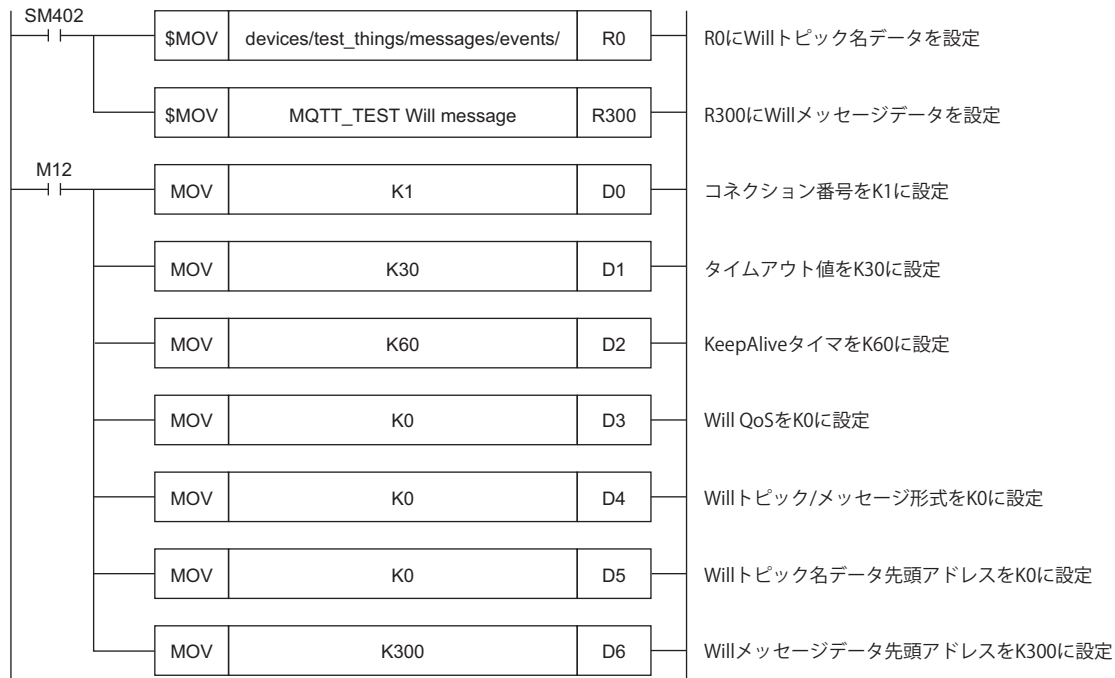 SM402
$MOV devices/test_things/messages/events/ R0 R0にWillトピック名データを設定
$MOV MQTT_TEST Will message R300 R300にWillメッセージデータを設定
M12
MOV K1 D0 コネクション番号をK1に設定
MOV K30 D1 タイムアウト値をK30に設定
MOV K60 D2 KeepAliveタイマをK60に設定
MOV K0 D3 Will QoSをK0に設定
MOV K0 D4 Willトピック/メッセージ形式をK0に設定
MOV K0 D5 Willトピック名データ先頭アドレスをK0に設定
MOV K300 D6 Willメッセージデータ先頭アドレスをK300に設定